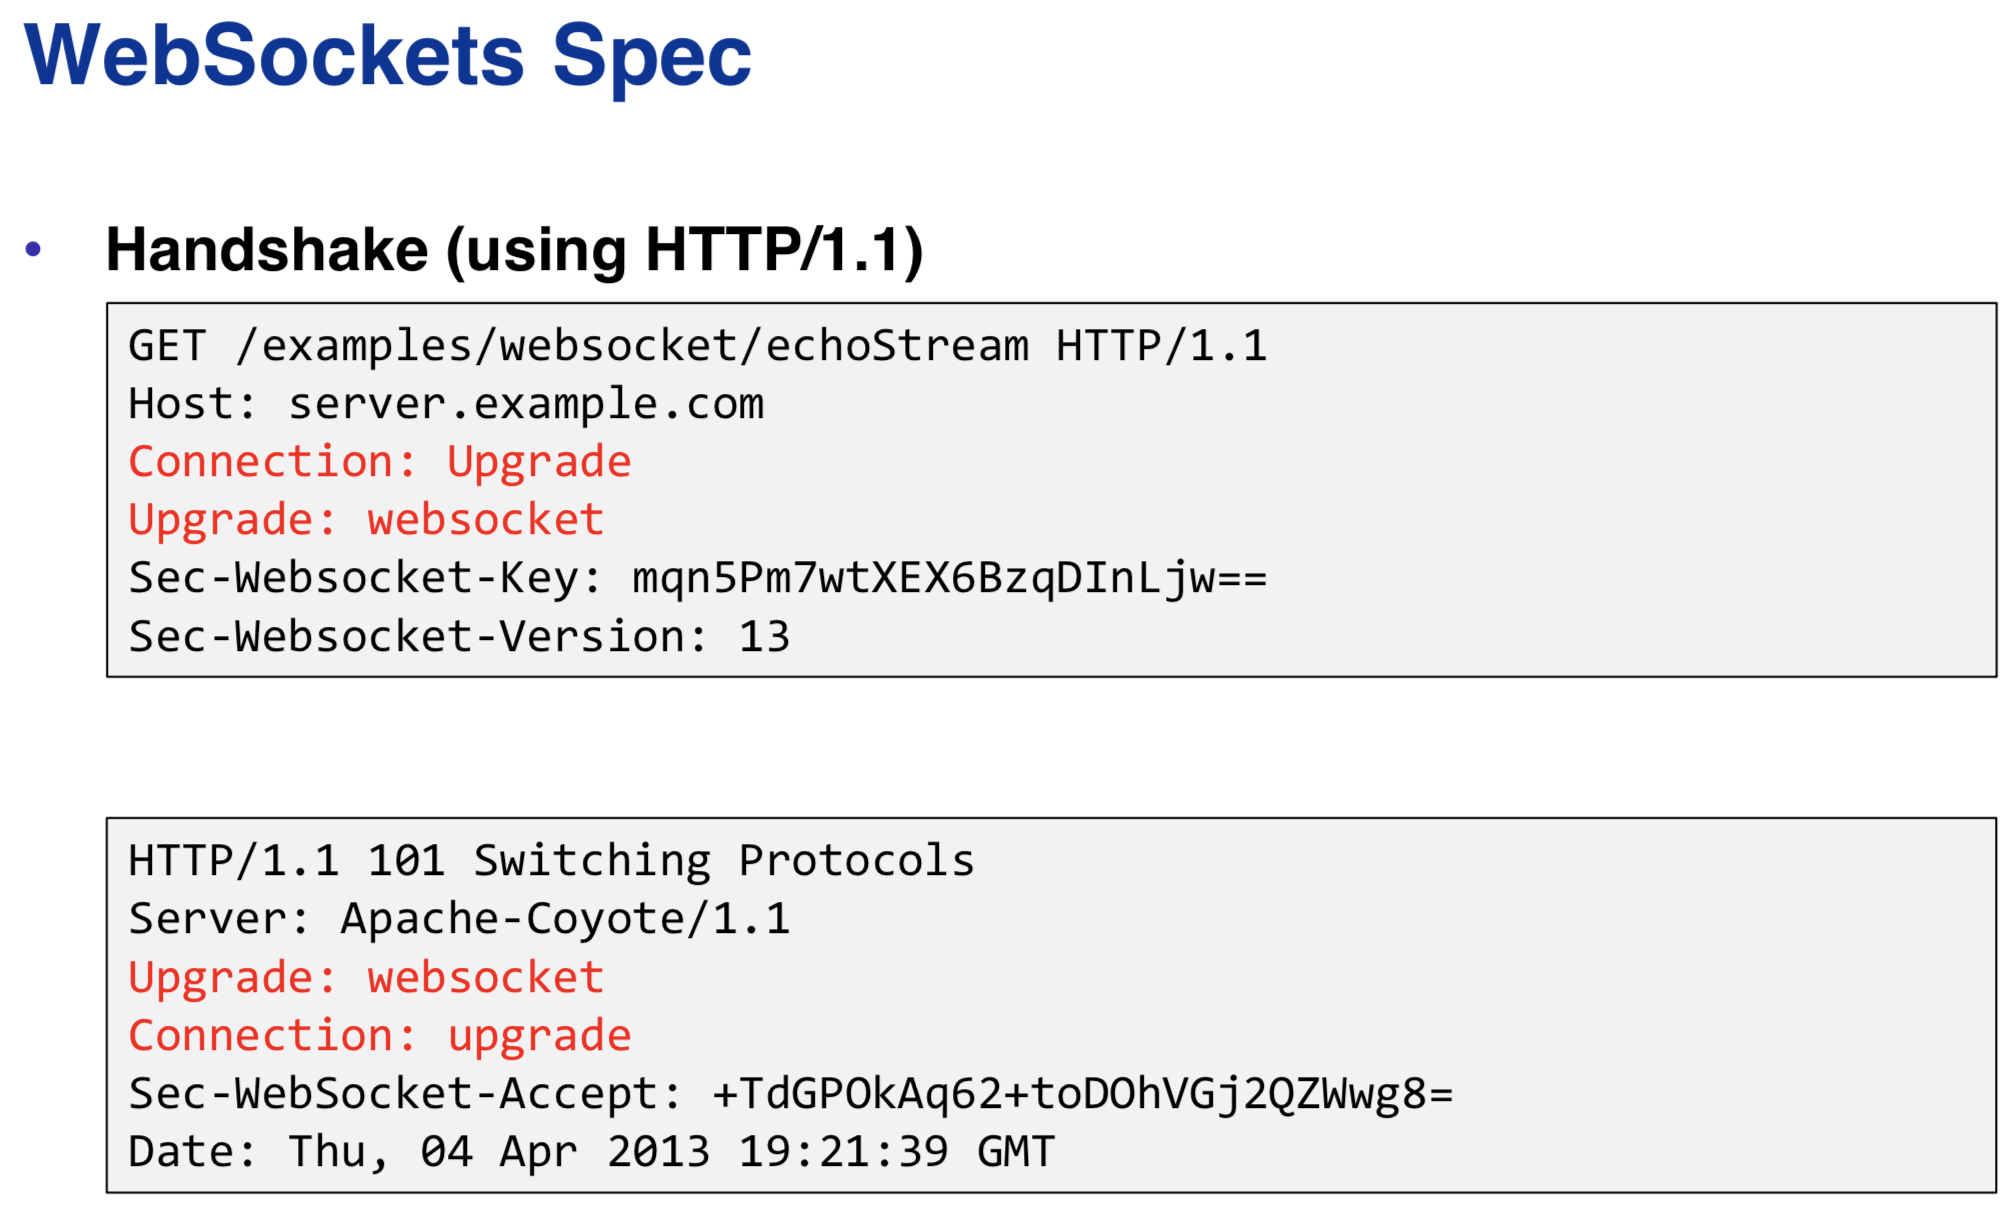 WebSockets Spec
• Handshake (using HTTP/1.1)
GET /examples/websocket/echoStream HTTP/1.1
Host: server.example.com
Connection: Upgrade
Upgrade: websocket
Sec-Websocket-Key: mqn5Pm7wtXEX6BzqDInLjw==
Sec-Websocket-Version: 13
HTTP/1.1 101 Switching Protocols
Server: Apache-Coyote/1.1
Upgrade: websocket
Connection: upgrade
Sec-WebSocket-Accept: +TdGPOkAq62+toDOhVGj2QZWwg8=
Date: Thu, 04 Apr 2013 19:21:39 GMT